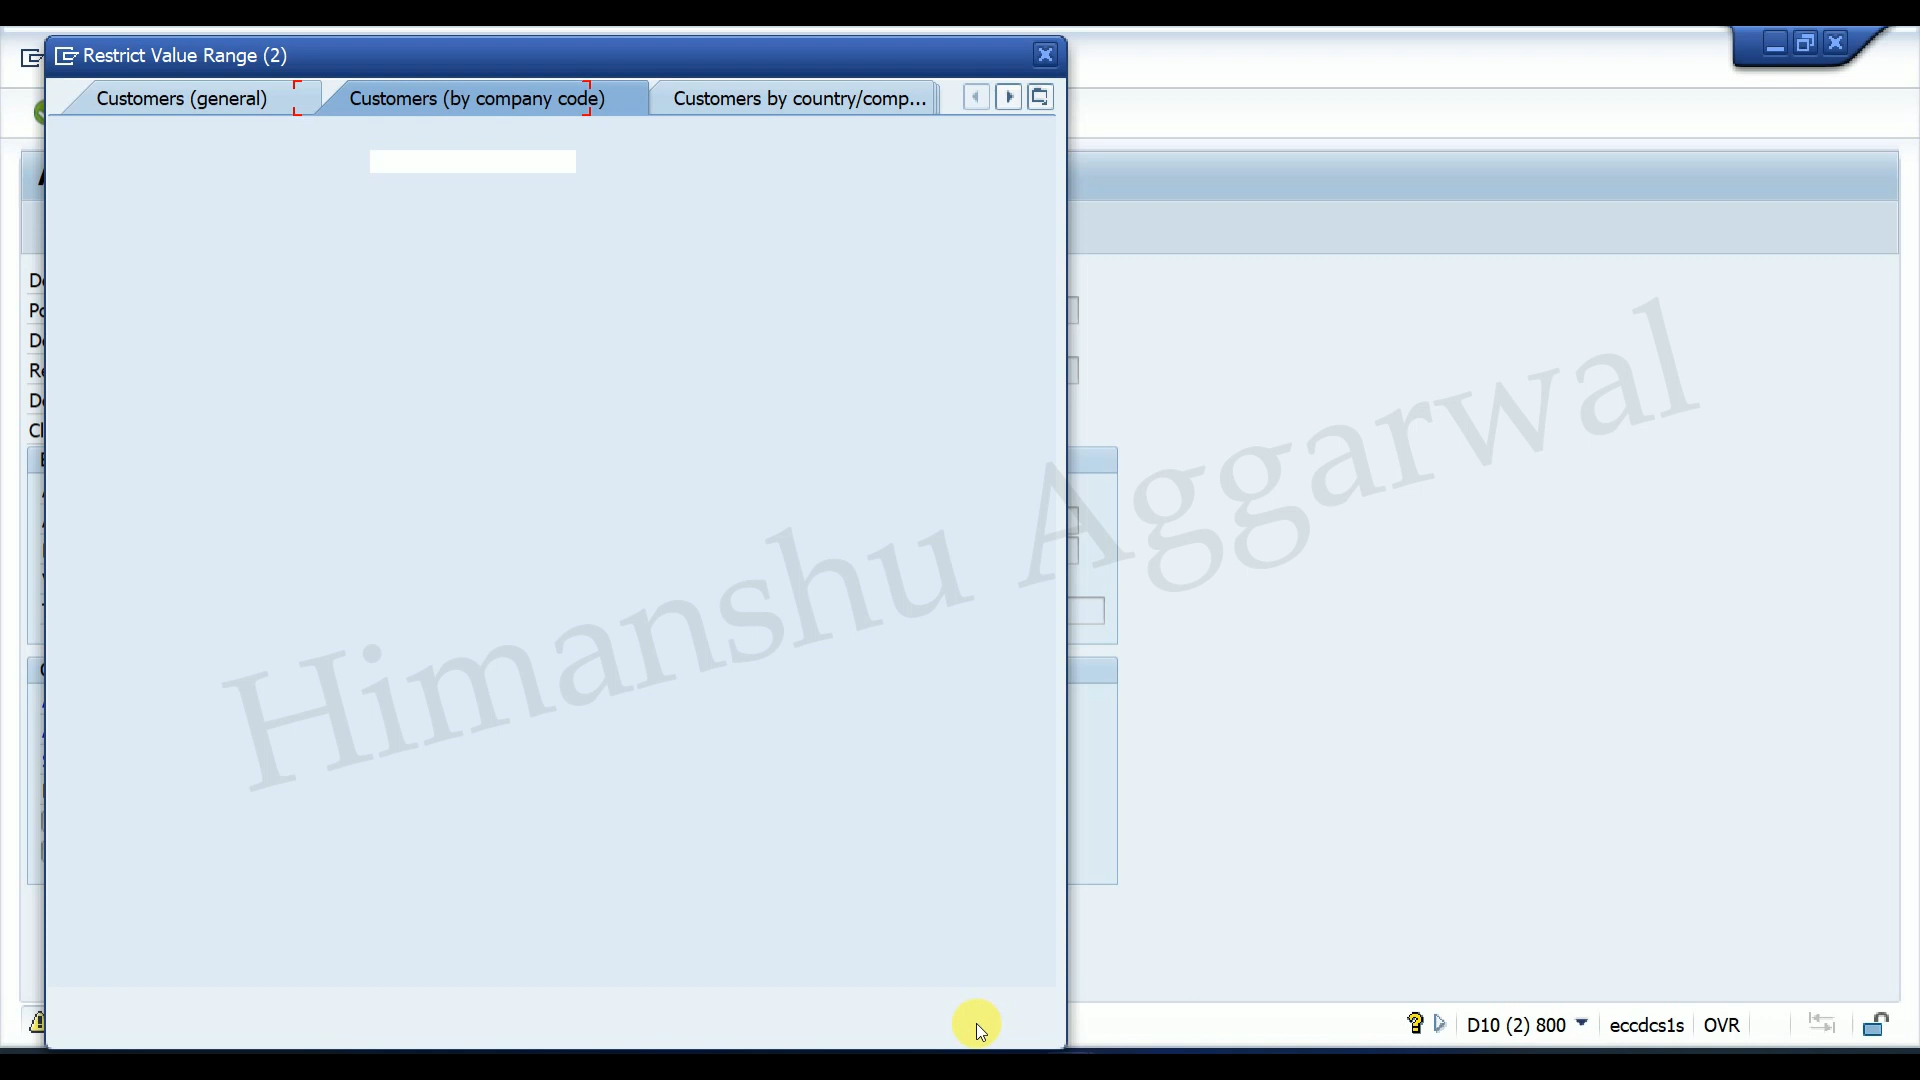 Restrict Value Range (2)
Customers (general)
Customers (by company code)
Customers by country/comp...
Himanshu Aggarwal
D10 (2) 800
eccdcs1s
OVR